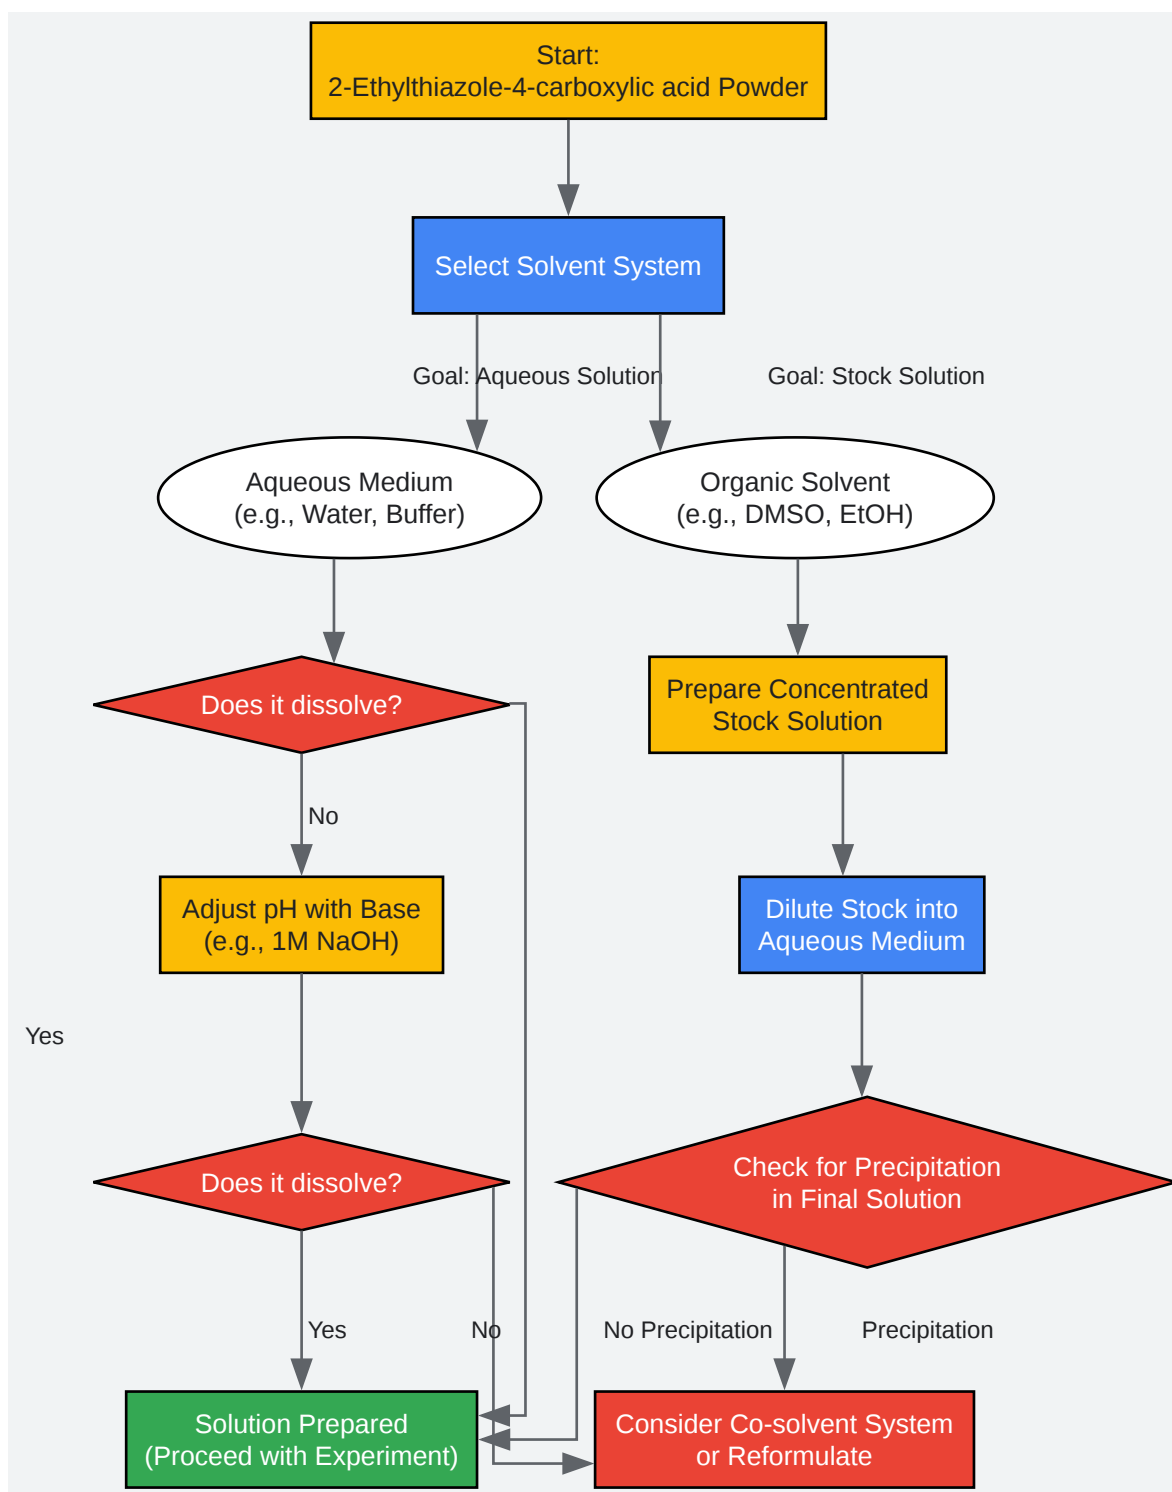 Start:
2-Ethylthiazole-4-carboxylic acid Powder
Select Solvent System
Goal: Aqueous Solution
Goal: Stock Solution
Aqueous Medium
(e.g., Water, Buffer)
Organic Solvent
(e.g., DMSO, EtOH)
Does it dissolve?
Prepare Concentrated
Stock Solution
No
Adjust pH with Base
(e.g., 1M NaOH)
Dilute Stock into
Aqueous Medium
Yes
Does it dissolve?
Check for Precipitation
in Final Solution
Yes
No
No Precipitation
Precipitation
Solution Prepared
(Proceed with Experiment)
Consider Co-solvent System
or Reformulate